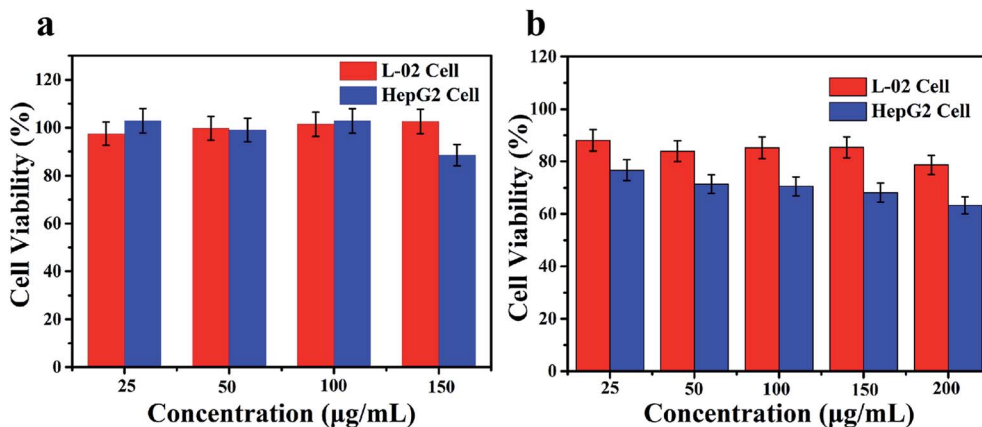 a
L-02 Cell
HepG2 Cell
Cell Viability (%)
120
100
80
60
40
20
0
25 50 100 150
Concentration (μg/mL)
b
L-02 Cell
HepG2 Cell
Cell Viability (%)
120
100
80
60
40
20
0
25 50 100 150 200
Concentration (μg/mL)